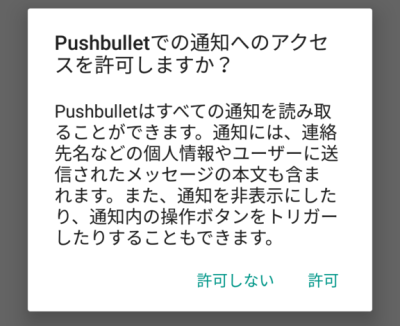 Pushbulletでの通知へのアクセ
スを許可しますか？
Pushbulletはすべての通知を読み取
ることができます。通知には、連絡
先名などの個人情報やユーザーに送
信されたメッセージの本文も含ま
れます。また、通知を非表示にした
り、通知内の操作ボタンをトリガー
したりすることもできます。
許可しない 許可